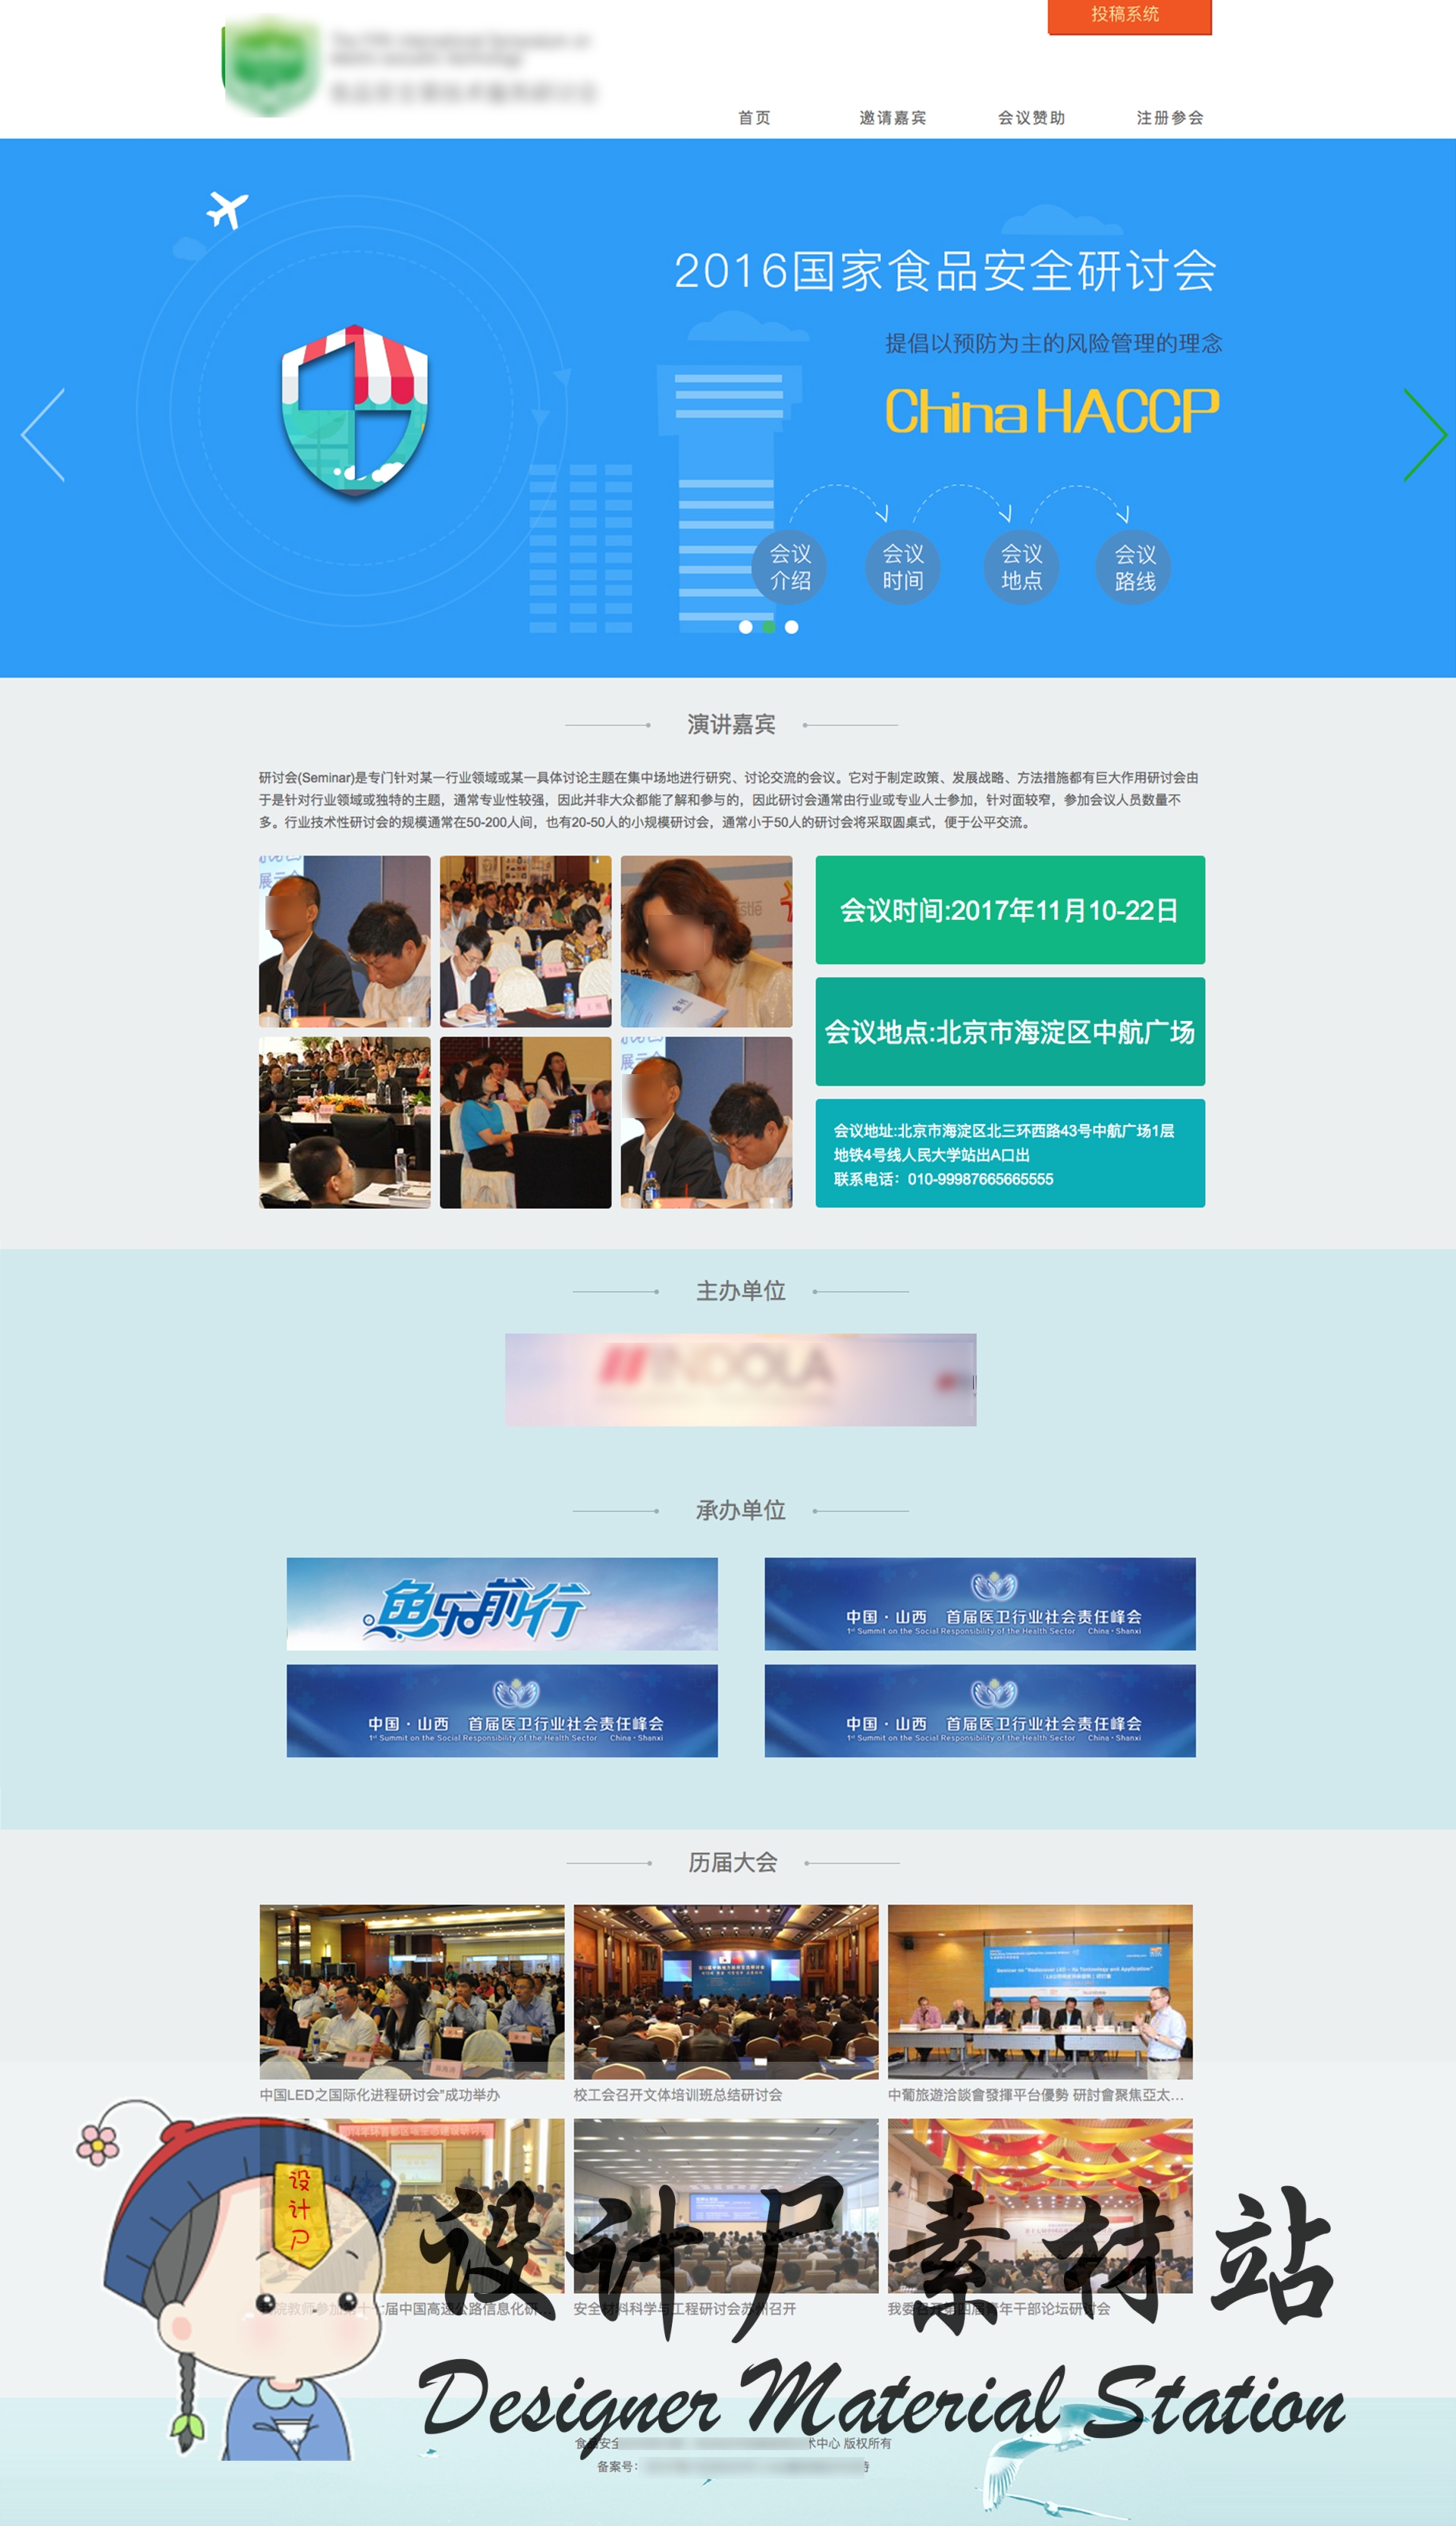 投稿系统
首页
邀请嘉宾
会议赞助
注册参会
2016国家食品安全研讨会
提倡以预防为主的风险管理的理念
China HACCP
会议
介绍
会议
时间
会议
地点
会议
路线
演讲嘉宾
研讨会(Seminar)是专门针对某一行业领域或某一具体讨论主题在集中场地进行研究、讨论交流的会议。它对于制定政策、发展战略、方法措施都有巨大作用研讨会由
于是针对行业领域或独特的主题，通常专业性较强，因此并非大众都能了解和参与的，因此研讨会通常由行业或专业人士参加，针对面较窄，参加会议人员数量不
多。行业技术性研讨会的规模通常在50-200人间，也有20-50人的小规模研讨会，通常小于50人的研讨会将采取圆桌式，便于公平交流。
会议时间:2017年11月10-22日
会议地点:北京市海淀区中航广场
会议地址:北京市海淀区北三环西路43号中航广场1层
地铁4号线人民大学站出A口出
联系电话：010-99987665665555
主办单位
INDOLA
承办单位
鱼乐前行
中国·山西 首届医卫行业社会责任峰会
1st Summit on the Social Responsibility of the Health Sector China·Shanxi
中国·山西 首届医卫行业社会责任峰会
1st Summit on the Social Responsibility of the Health Sector China·Shanxi
中国·山西 首届医卫行业社会责任峰会
1st Summit on the Social Responsibility of the Health Sector China·Shanxi
历届大会
Seminar on "Rediscover LED – Its Technology and Application"
中国LED之国际化进程研讨会”成功举办
校工会召开文体培训班总结研讨会
中葡旅遊洽談會發揮平台優勢 研討會聚焦亞太...
设
计
尸
设计尸素材站
院教师参加第十七届中国高速公路信息化研...
安全材料科学与工程研讨会苏州召开
我委召开第四届青年干部论坛研讨会
Designer Material Station
食品安全
术中心 版权所有
备案号: